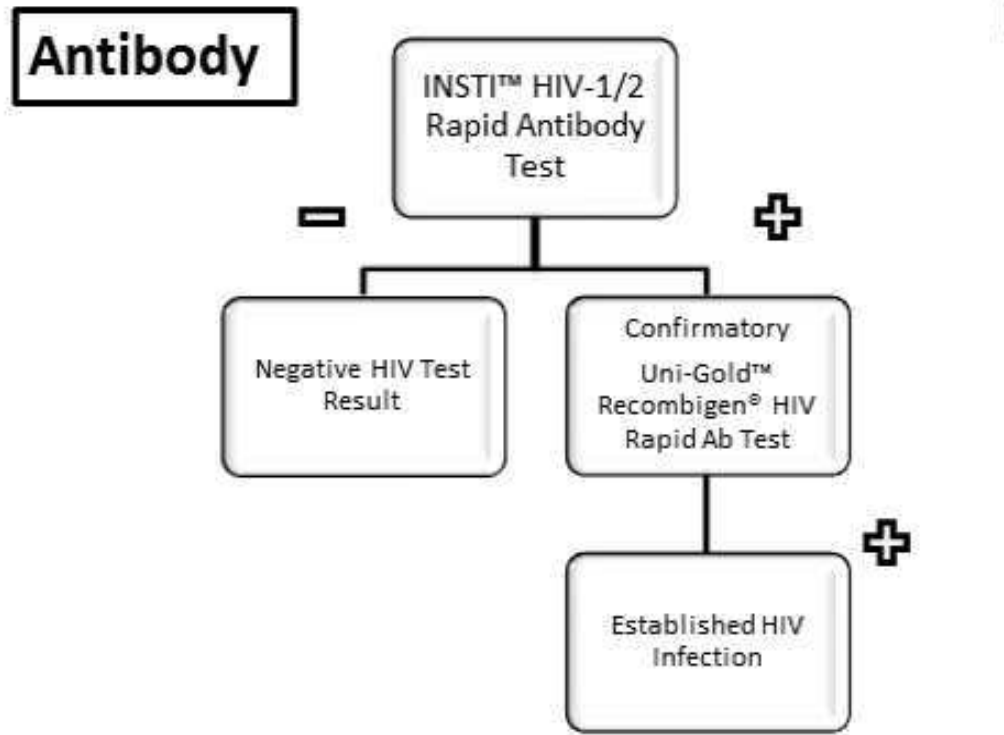 Antibody
INSTI™ HIV-1/2
Rapid Antibody
Test
Negative HIV Test
Result
Confirmatory
Uni-Gold™
Recombigen® HIV
Rapid Ab Test
Established HIV
Infection